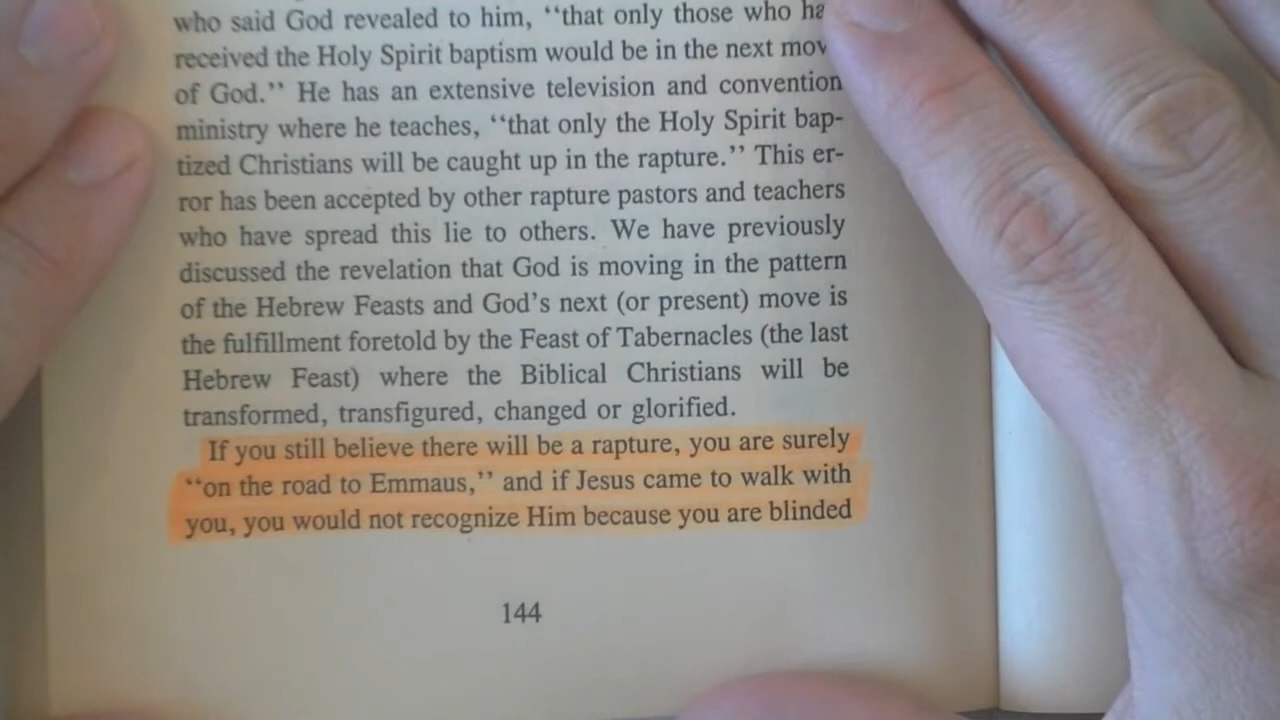 who said God revealed to him, ‘‘that only those who ha
received the Holy Spirit baptism would be in the next mov
of God.’’ He has an extensive television and convention
ministry where he teaches, ‘‘that only the Holy Spirit bap-
tized Christians will be caught up in the rapture.’’ This er-
ror has been accepted by other rapture pastors and teachers
who have spread this lie to others. We have previously
discussed the revelation that God is moving in the pattern
of the Hebrew Feasts and God's next (or present) move is
the fulfillment foretold by the Feast of Tabernacles (the last
Hebrew Feast) where the Biblical Christians will be
transformed, transfigured, changed or glorified.
If you still believe there will be a rapture, you are surely
‘‘on the road to Emmaus,’’ and if Jesus came to walk with
you, you would not recognize Him because you are blinded
144